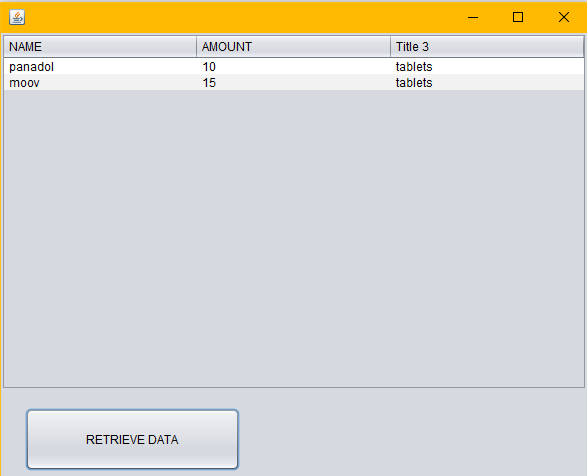 NAME AMOUNT Title 3
panadol 10 tablets
moov 15 tablets
RETRIEVE DATA